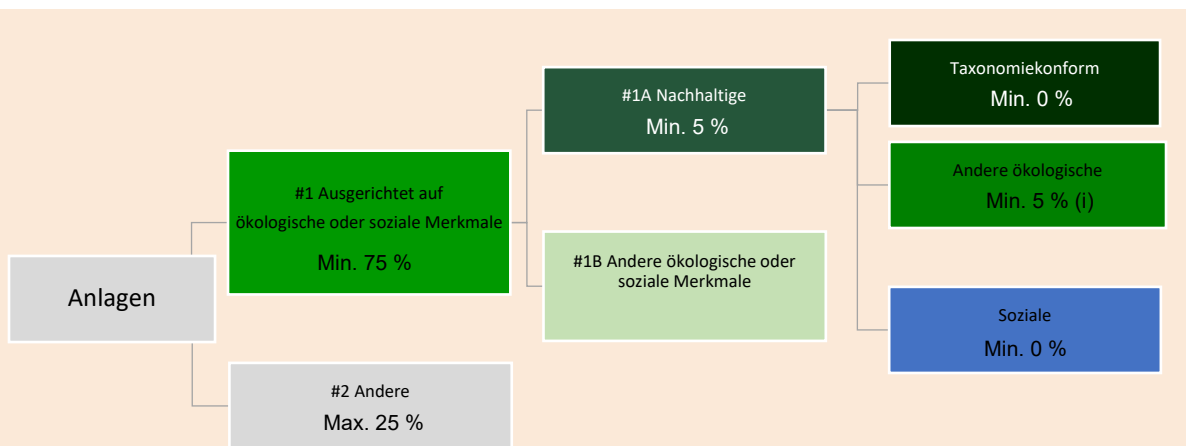 Anlagen
#1 Ausgerichtet auf
ökologische oder soziale Merkmale
Min. 75 %
#2 Andere
Max. 25 %
#1A Nachhaltige
Min. 5 %
#1B Andere ökologische oder
soziale Merkmale
Taxonomiekonform
Min. 0 %
Andere ökologische
Min. 5 % (i)
Soziale
Min. 0 %